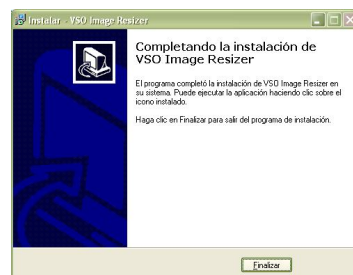 Instalar - VSO Image Resizer
Completando la instalación de
VSO Image Resizer
El programa completó la instalación de VSO Image Resizer en
su sistema. Puede ejecutar la aplicación haciendo clic sobre el
icono instalado.
Haga clic en Finalizar para salir del programa de instalación.
Finalizar